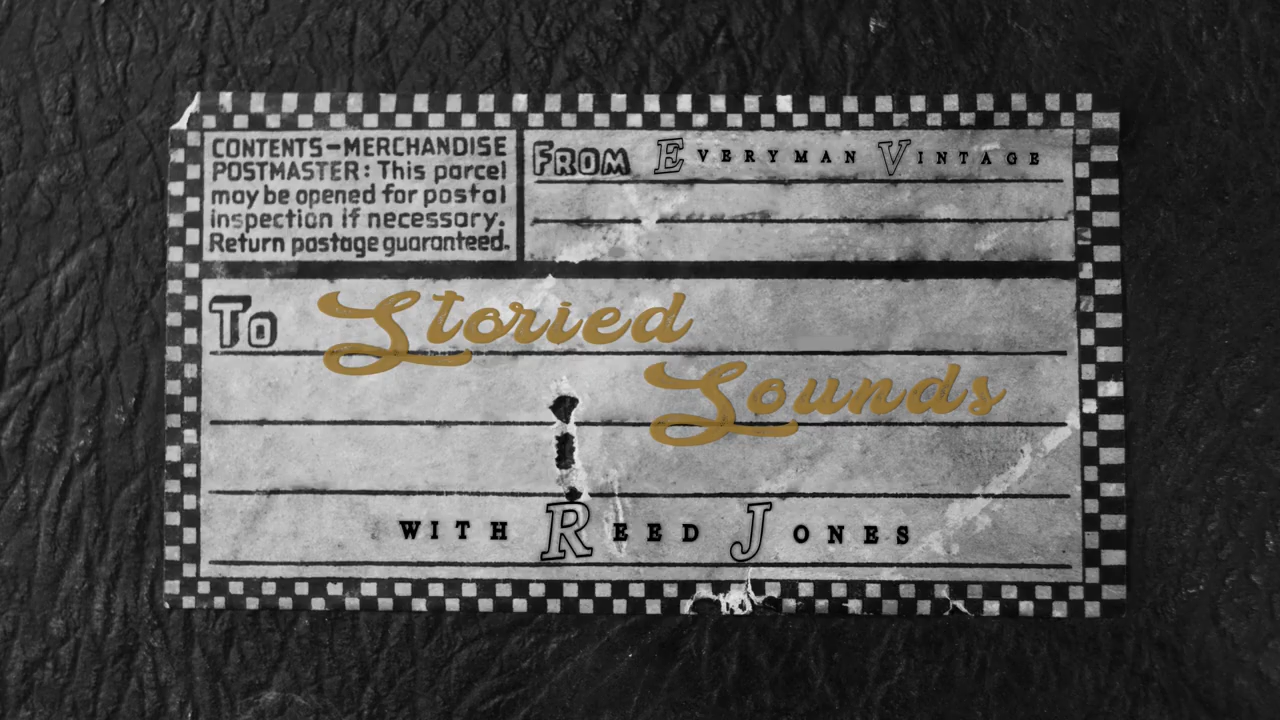 CONTENTS–MERCHANDISE
POSTMASTER: This parcel
may be opened for postal
inspection if necessary.
Return postage guaranteed.
FROM EVERYMAN VINTAGE
To Storied
Sounds
WITH REED JONES